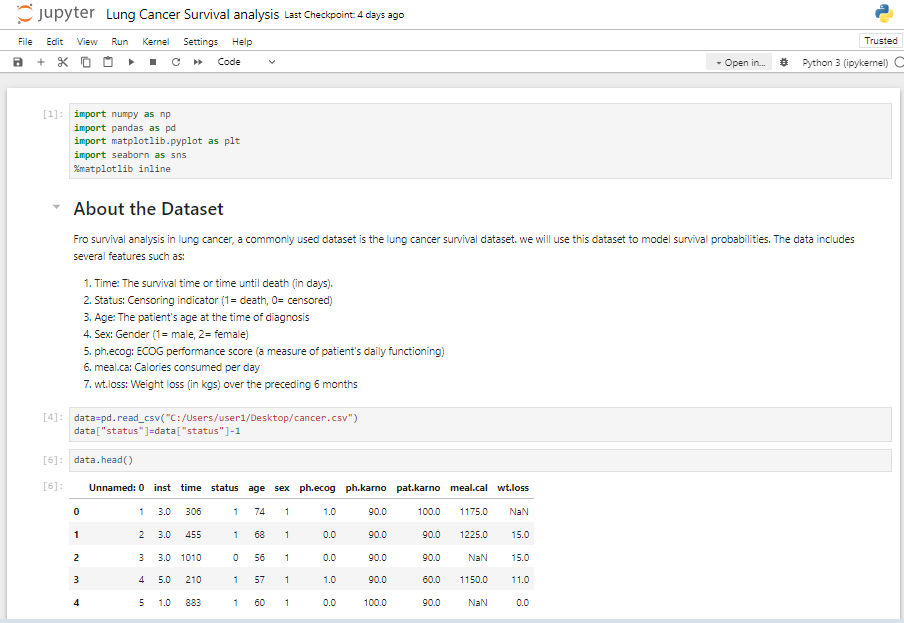 jupyter Lung Cancer Survival analysis Last Checkpoint: 4 days ago
File Edit View Run Kernel Settings Help
Trusted
Code
Open in...
Python 3 (ipykernel)
[1]:
import numpy as np
import pandas as pd
import matplotlib.pyplot as plt
import seaborn as sns
%matplotlib inline
About the Dataset
Fro survival analysis in lung cancer, a commonly used dataset is the lung cancer survival dataset. we will use this dataset to model survival probabilities. The data includes
several features such as:
1. Time: The survival time or time until death (in days).
2. Status: Censoring indicator (1= death, 0= censored)
3. Age: The patient's age at the time of diagnosis
4. Sex: Gender (1= male, 2= female)
5. ph.ecog: ECOG performance score (a measure of patient's daily functioning)
6. meal.ca: Calories consumed per day
7. wt.loss: Weight loss (in kgs) over the preceding 6 months
[4]:
data=pd.read_csv("C:/Users/user1/Desktop/cancer.csv")
data["status"]=data["status"]-1
[6]:
data.head()
[6]:
Unnamed: 0 inst time status age sex ph.ecog ph.karno pat.karno meal.cal wt.loss
0 1 3.0 306 1 74 1 1.0 90.0 100.0 1175.0 NaN
1 2 3.0 455 1 68 1 0.0 90.0 90.0 1225.0 15.0
2 3 3.0 1010 0 56 1 0.0 90.0 90.0 NaN 15.0
3 4 5.0 210 1 57 1 1.0 90.0 60.0 1150.0 11.0
4 5 1.0 883 1 60 1 0.0 100.0 90.0 NaN 0.0